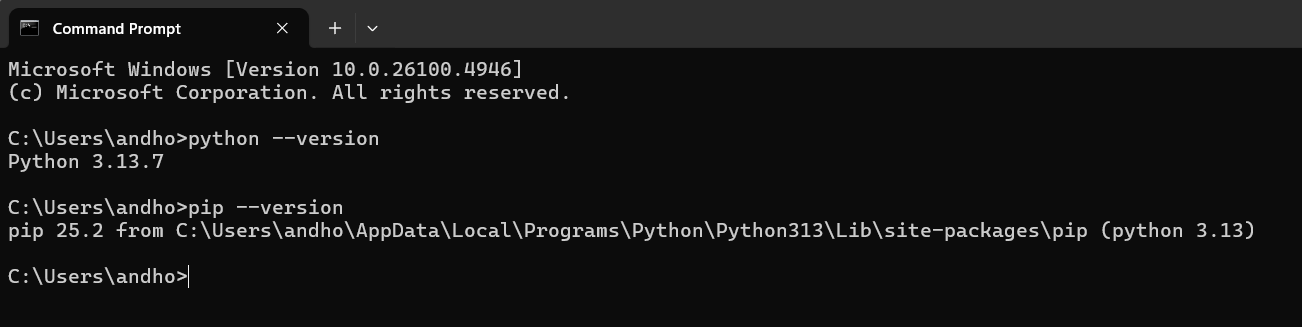 Command Prompt
Microsoft Windows [Version 10.0.26100.4946]
(c) Microsoft Corporation. All rights reserved.
C:\Users\andho>python --version
Python 3.13.7
C:\Users\andho>pip --version
pip 25.2 from C:\Users\andho\AppData\Local\Programs\Python\Python313\Lib\site-packages\pip (python 3.13)
C:\Users\andho>